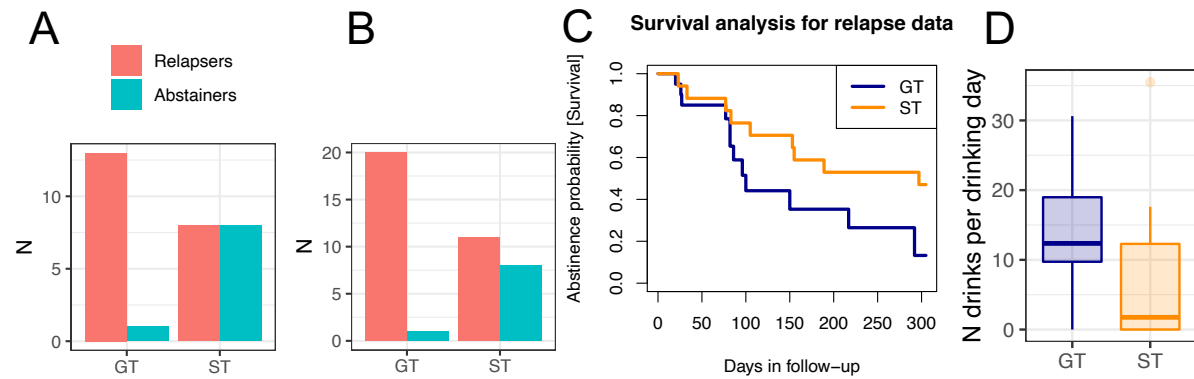 A
Relapsers
Abstainers
N
10
5
0
GT ST
B
N
20
15
10
5
0
GT ST
C
Survival analysis for relapse data
Abstinence probability [Survival]
1.0
0.8
0.6
0.4
0.2
0.0
GT
ST
0 50 100 150 200 250 300
Days in follow−up
D
N drinks per drinking day
30
20
10
0
GT ST